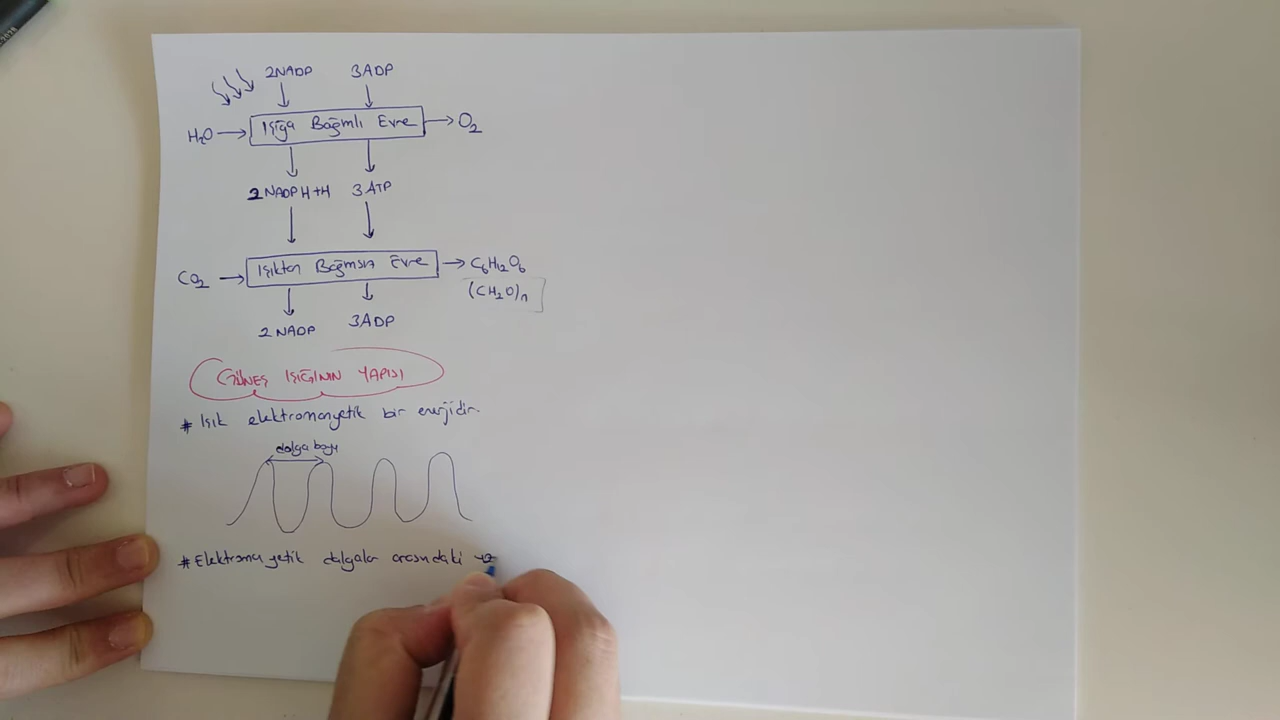 2NADP 3ADP
H₂O Işığa Bağımlı Evre O₂
2NADPH+H 3ATP
CO₂ Işıktan Bağımsız Evre C₆H₁₂O₆
(CH₂O)n
2NADP 3ADP
GÜNEŞ IŞIĞININ YAPISI
# Işık elektromanyetik bir enerjidir.
dalga boyu
# Elektromanyetik dalgalar arasındaki